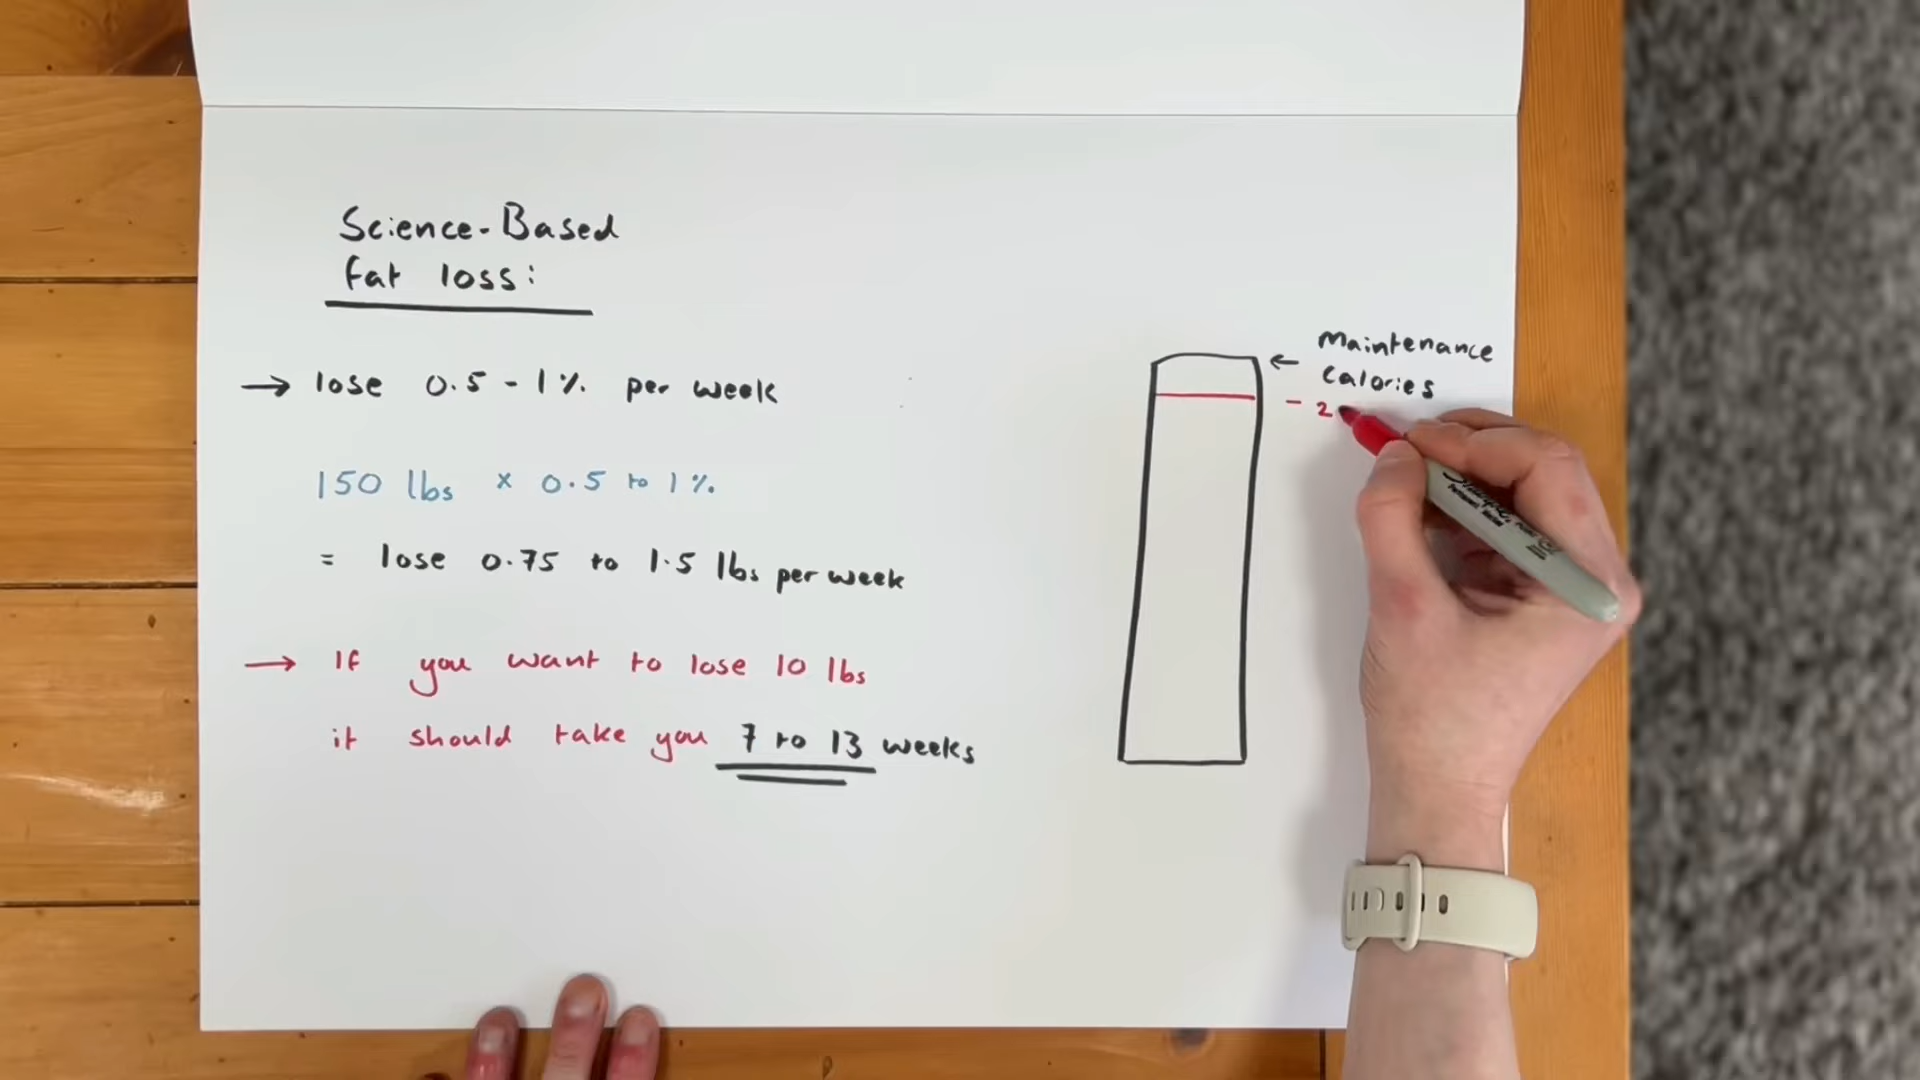 Science-Based
fat loss:
→ lose 0.5 - 1% per week
150 lbs × 0.5 to 1%
= lose 0.75 to 1.5 lbs per week
→ If you want to lose 10 lbs
it should take you 7 to 13 weeks
← Maintenance
Calories
- 2
Sharpie